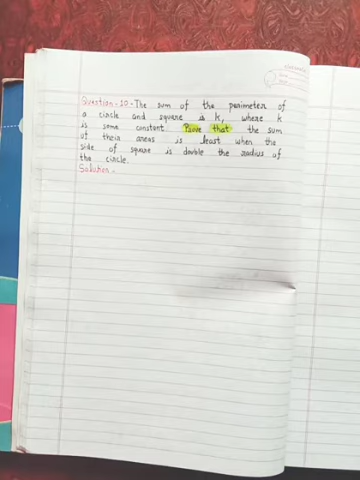 Question-10-The sum of the perimeter of
a circle and square is k, where k
is some constant. Prove that the sum
of their areas is least when the
side of square is double the radius of
the circle.
Solution-